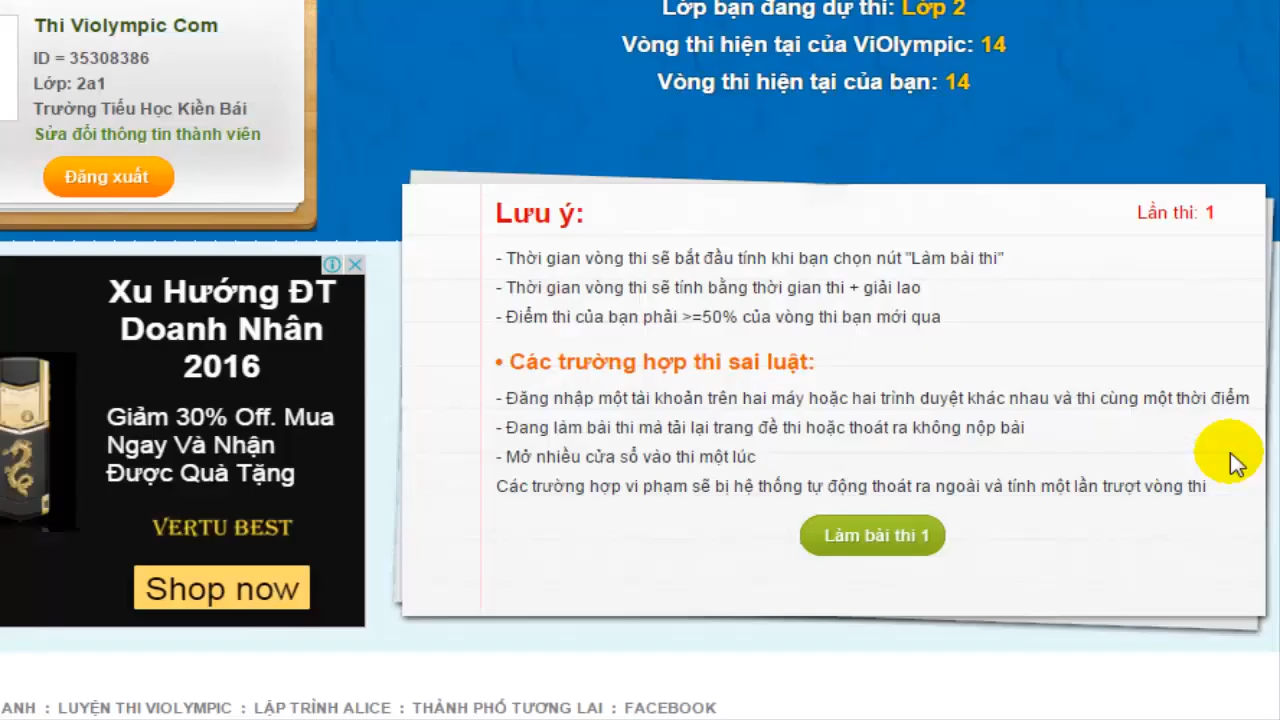 Thi Violympic Com
ID = 35308386
Lớp: 2a1
Trường Tiểu Học Kiền Bái
Sửa đổi thông tin thành viên
Đăng xuất
Lớp bạn đang dự thi: Lớp 2
Vòng thi hiện tại của ViOlympic: 14
Vòng thi hiện tại của bạn: 14
Lưu ý:
Lần thi: 1
- Thời gian vòng thi sẽ bắt đầu tính khi bạn chọn nút "Làm bài thi"
- Thời gian vòng thi sẽ tính bằng thời gian thi + giải lao
- Điểm thi của bạn phải >=50% của vòng thi bạn mới qua
• Các trường hợp thi sai luật:
- Đăng nhập một tài khoản trên hai máy hoặc hai trình duyệt khác nhau và thi cùng một thời điểm
- Đang làm bài thi mà tải lại trang đề thi hoặc thoát ra không nộp bài
- Mở nhiều cửa sổ vào thi một lúc
Các trường hợp vi phạm sẽ bị hệ thống tự động thoát ra ngoài và tính một lần trượt vòng thi
Làm bài thi 1
Xu Hướng ĐT
Doanh Nhân
2016
Giảm 30% Off. Mua
Ngay Và Nhận
Được Quà Tặng
VERTU BEST
Shop now
ANH : LUYỆN THI VIOLYMPIC : LẬP TRÌNH ALICE : THÀNH PHỐ TƯƠNG LAI : FACEBOOK